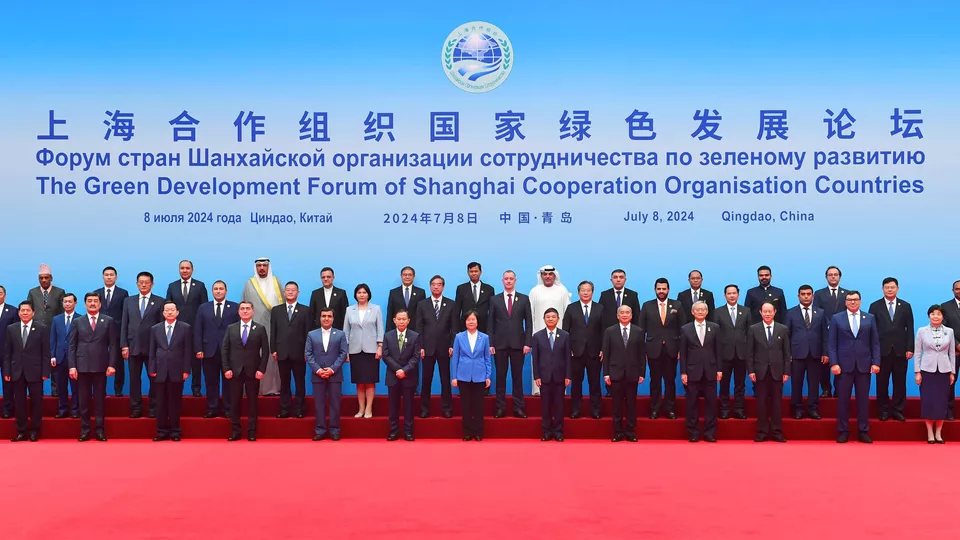 上海合作组织国家绿色发展论坛
Форум стран Шанхайской организации сотрудничества по зеленому развитию
The Green Development Forum of Shanghai Cooperation Organisation Countries
8 июля 2024 года Циндао, Китай 2024年7月8日 中国·青岛 July 8, 2024 Qingdao, China